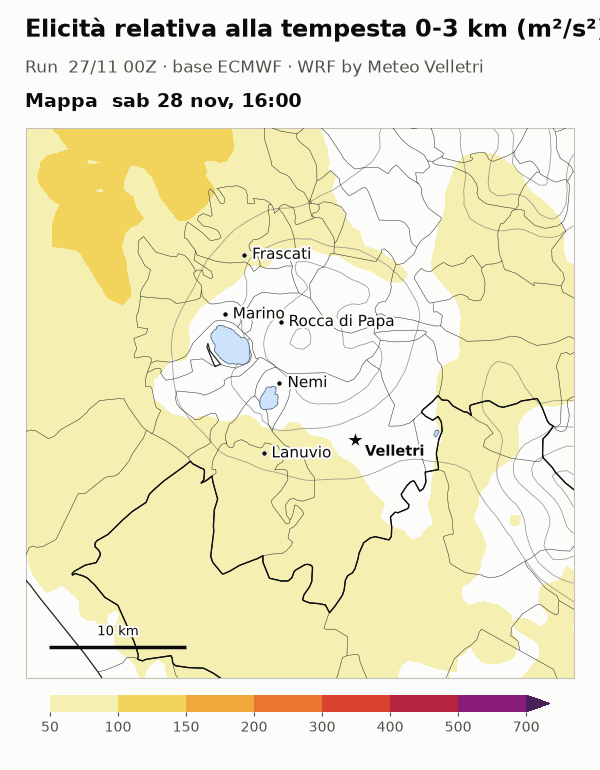 Elicità relativa alla tempesta 0-3 km (m²/s²)
Run  27/11 00Z · base ECMWF · WRF by Meteo Velletri
Mappa  sab 28 nov, 16:00
Frascati
Marino
Rocca di Papa
Nemi
Velletri
Lanuvio
10 km
50 100 150 200 300 400 500 700